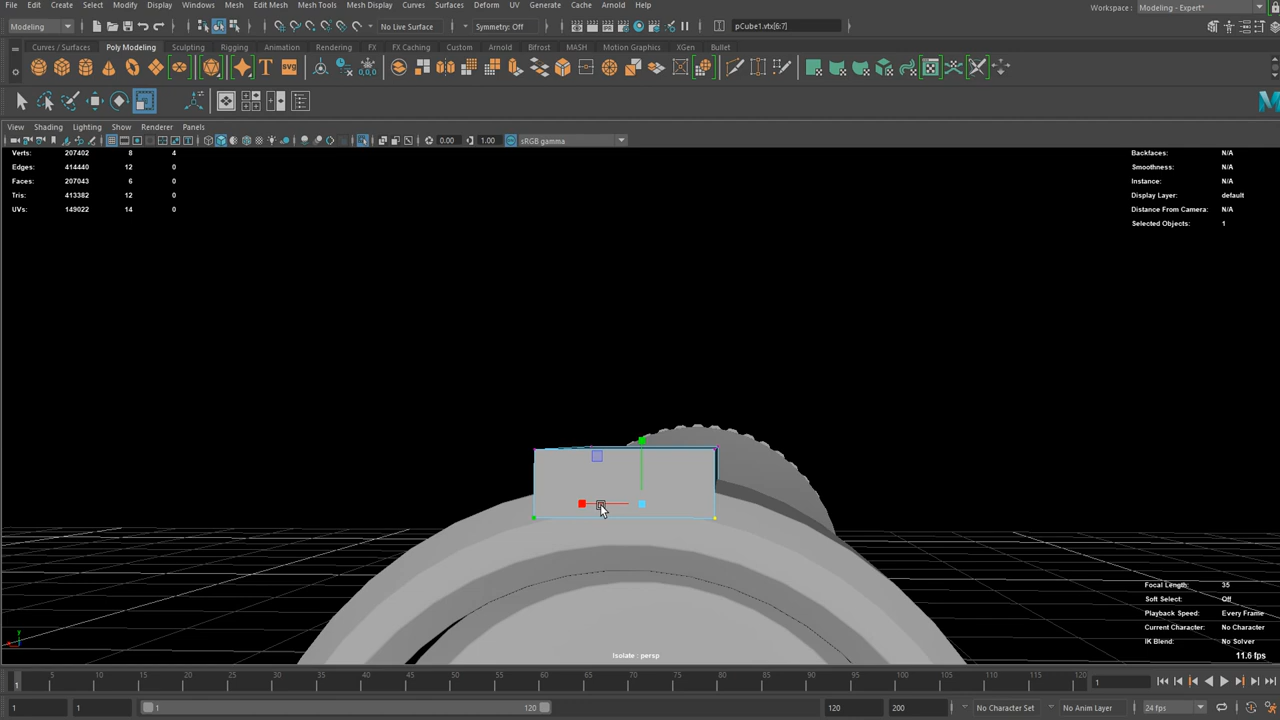 File Edit Create Select Modify Display Windows Mesh Edit Mesh Mesh Tools Mesh Display Curves Surfaces Deform UV Generate Cache Arnold Help Workspace : Modeling - Expert*
Modeling No Live Surface Symmetry: Off pCube1.vtx[6:7]
Curves / Surfaces Poly Modeling Sculpting Rigging Animation Rendering FX FX Caching Custom Arnold Bifrost MASH Motion Graphics XGen Bullet
T SVG
View Shading Lighting Show Renderer Panels
0.00 1.00 sRGB gamma
Verts: 207402 8 4
Edges: 414440 12 0
Faces: 207043 6 0
Tris: 413382 12 0
UVs: 149022 14 0
Backfaces: N/A
Smoothness: N/A
Instance: N/A
Display Layer: default
Distance From Camera: N/A
Selected Objects: 1
Focal Length: 35
Soft Select: Off
Playback Speed: Every Frame
Current Character: No Character
IK Blend: No Solver
11.6 fps
y
Isolate : persp
5 10 15 20 25 30 35 40 45 50 55 60 65 70 75 80 85 90 95 100 105 110 115 120 1
1 1 1 120 120 200 No Character Set No Anim Layer 24 fps